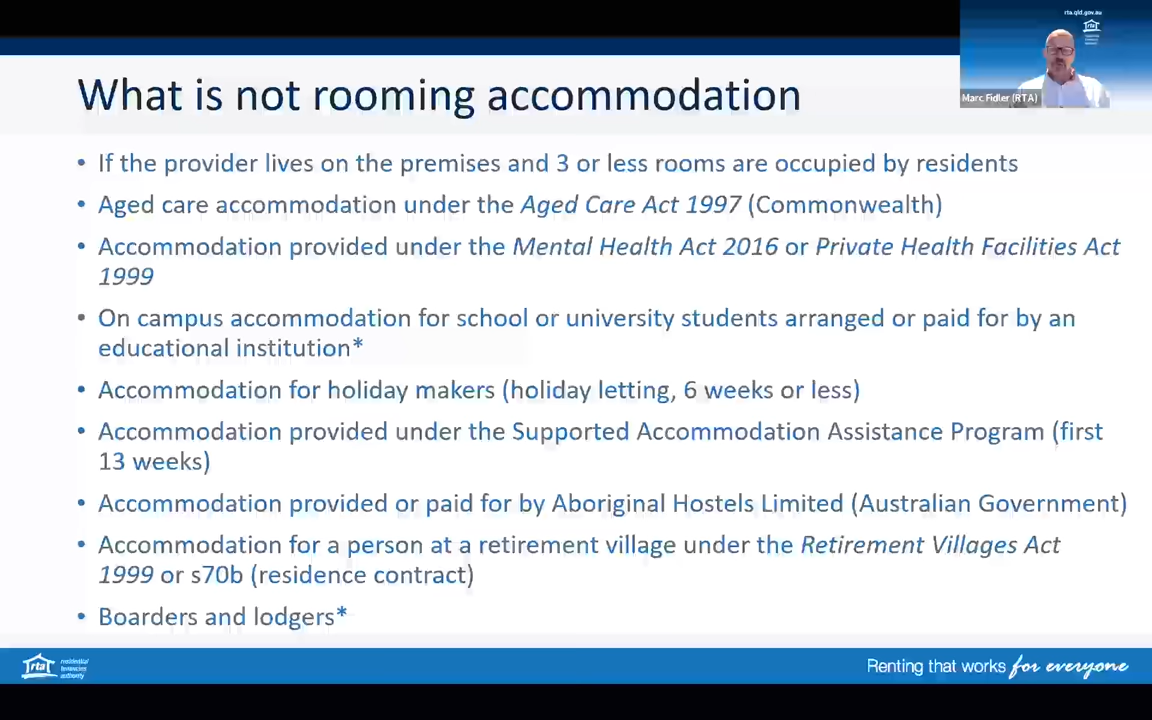 rta.qld.gov.au
rta
What is not rooming accommodation
Marc Fidler (RTA)
• If the provider lives on the premises and 3 or less rooms are occupied by residents
• Aged care accommodation under the Aged Care Act 1997 (Commonwealth)
• Accommodation provided under the Mental Health Act 2016 or Private Health Facilities Act
1999
• On campus accommodation for school or university students arranged or paid for by an
educational institution*
• Accommodation for holiday makers (holiday letting, 6 weeks or less)
• Accommodation provided under the Supported Accommodation Assistance Program (first
13 weeks)
• Accommodation provided or paid for by Aboriginal Hostels Limited (Australian Government)
• Accommodation for a person at a retirement village under the Retirement Villages Act
1999 or s70b (residence contract)
• Boarders and lodgers*
rta
residential
tenancies
authority
Renting that works for everyone